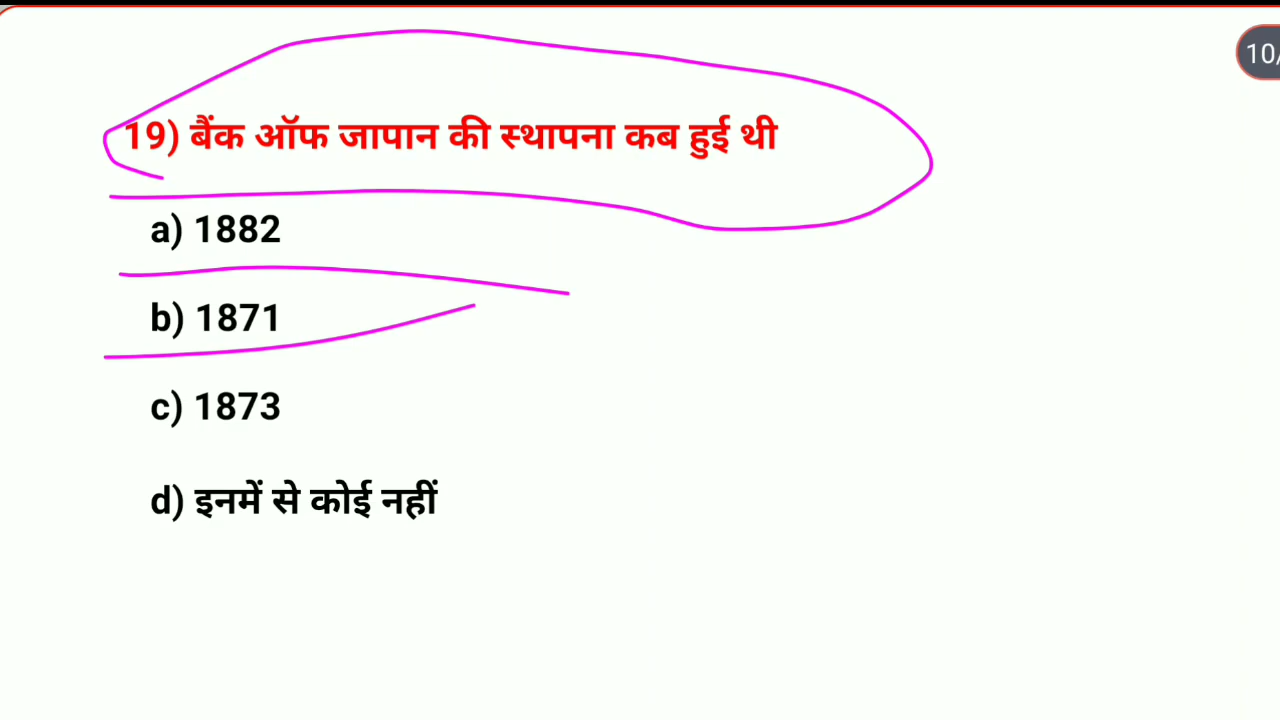 10/
19) बैंक ऑफ जापान की स्थापना कब हुई थी
a) 1882
b) 1871
c) 1873
d) इनमें से कोई नहीं